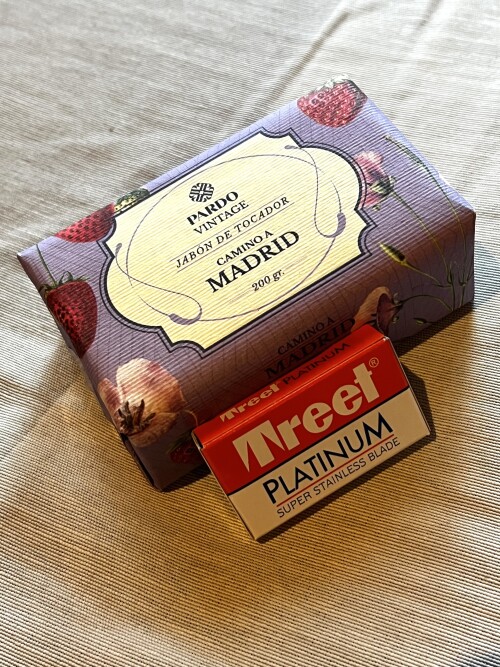 PARDO
VINTAGE
JABÓN DE TOCADOR
CAMINO A
MADRID
200 gr.
CAMINO A
MADRID
Treet PLATINUM
Treet®
PLATINUM
SUPER STAINLESS BLADE